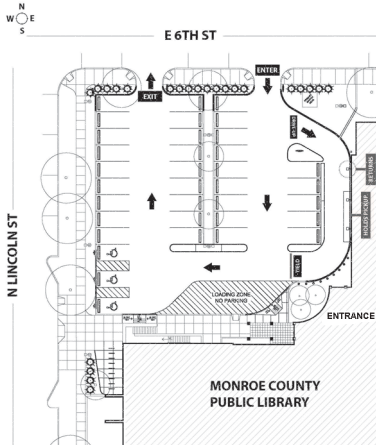 N
W E
S
E 6TH ST
ENTER
EXIT
RETURNS
HOLDS PICKUP
YIELD
N LINCOLN ST
LOADING ZONE
NO PARKING
ENTRANCE
MONROE COUNTY
PUBLIC LIBRARY